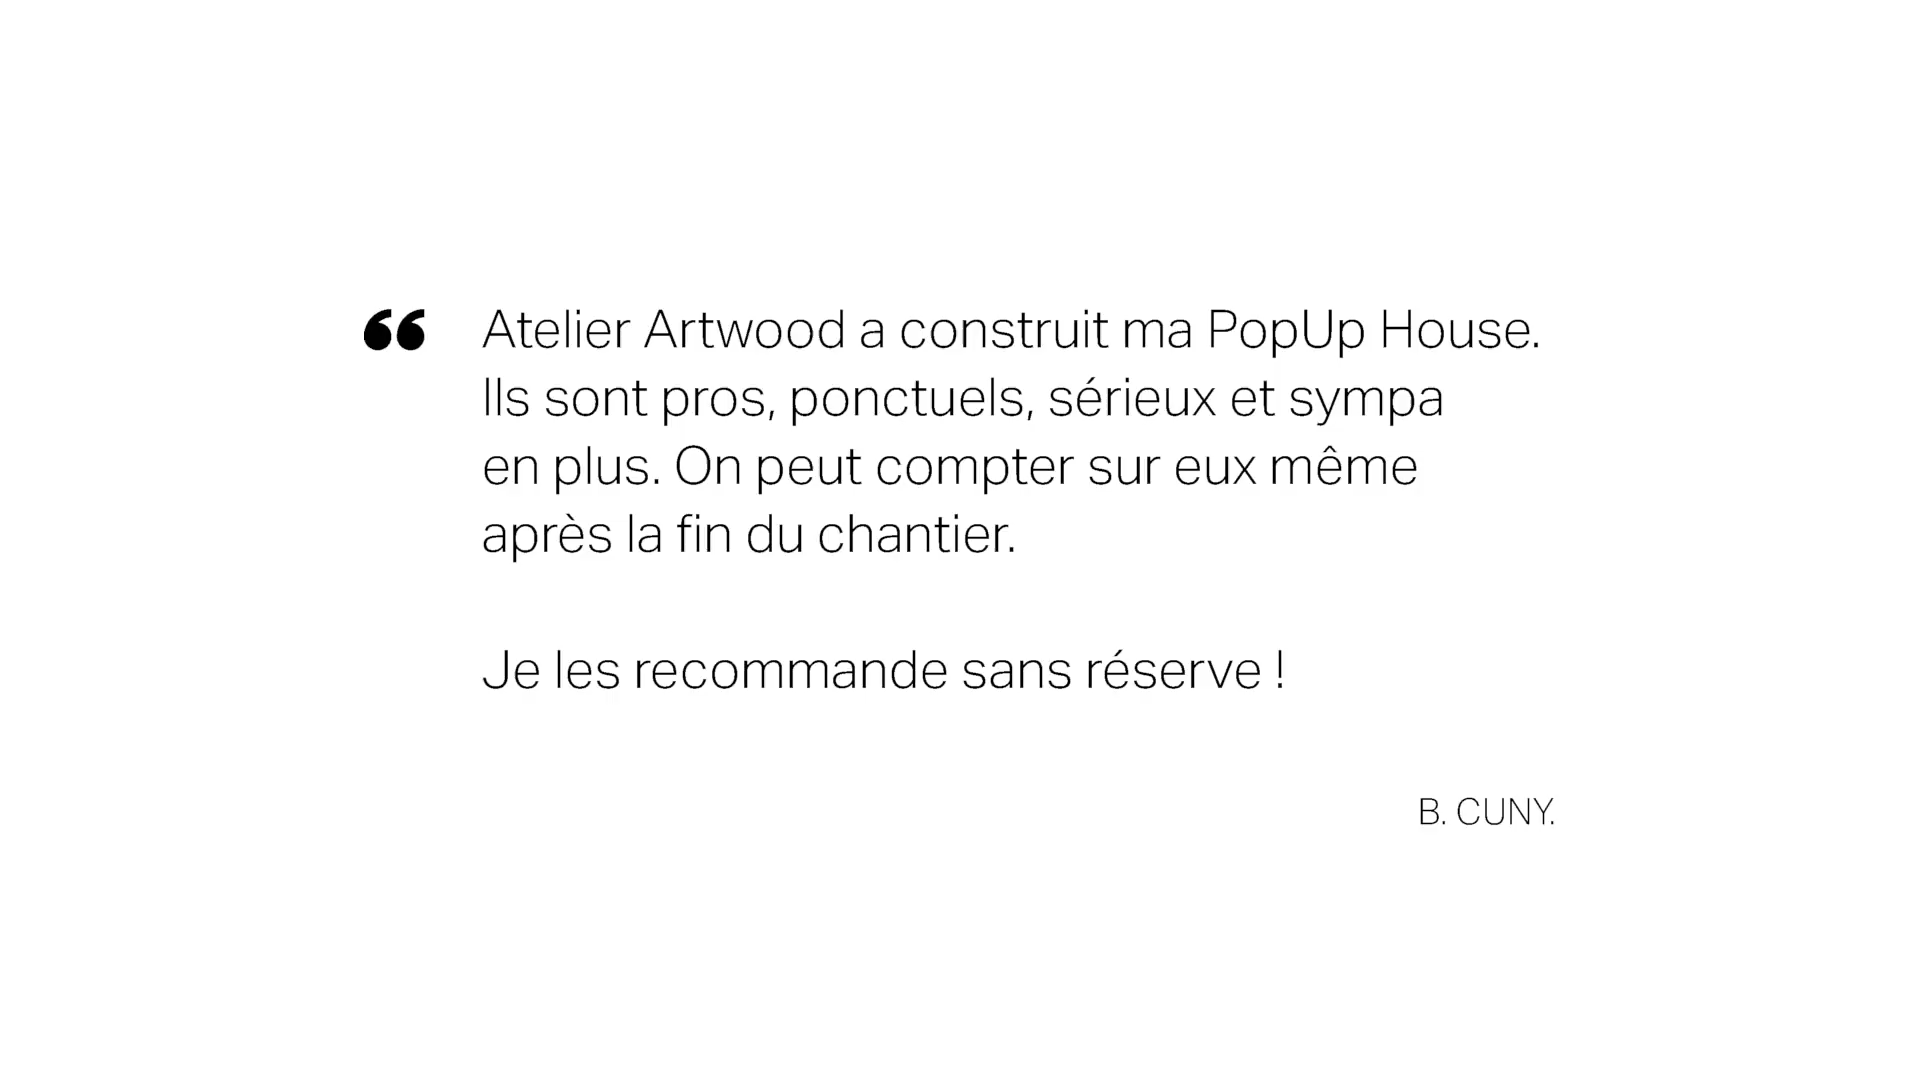 “ Atelier Artwood a construit ma PopUp House.
Ils sont pros, ponctuels, sérieux et sympa
en plus. On peut compter sur eux même
après la fin du chantier.
Je les recommande sans réserve !
B. CUNY.